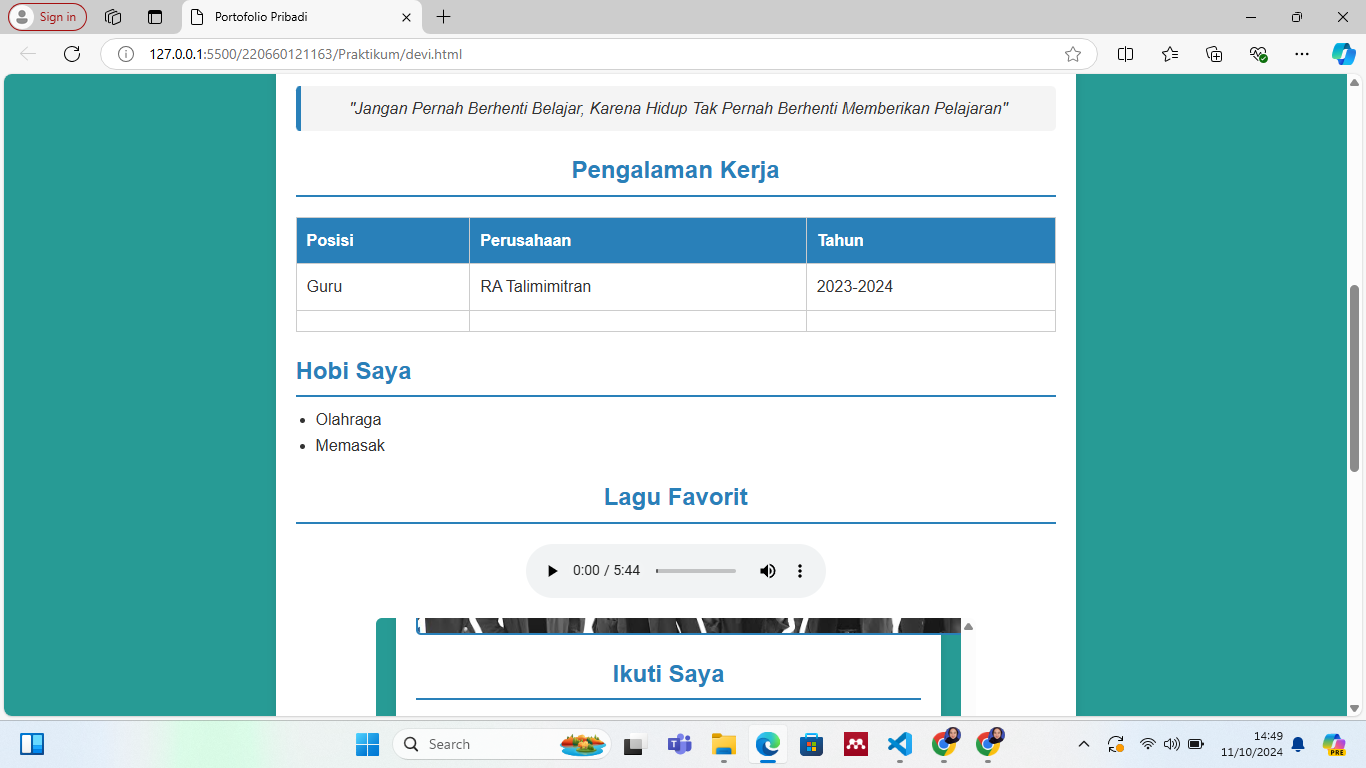 Sign in
Portofolio Pribadi
127.0.0.1:5500/220660121163/Praktikum/devi.html
"Jangan Pernah Berhenti Belajar, Karena Hidup Tak Pernah Berhenti Memberikan Pelajaran"
Pengalaman Kerja
Posisi Perusahaan Tahun
Guru RA Talimimitran 2023-2024
Hobi Saya
• Olahraga
• Memasak
Lagu Favorit
0:00 / 5:44
Ikuti Saya
Search
14:49
11/10/2024
PRE